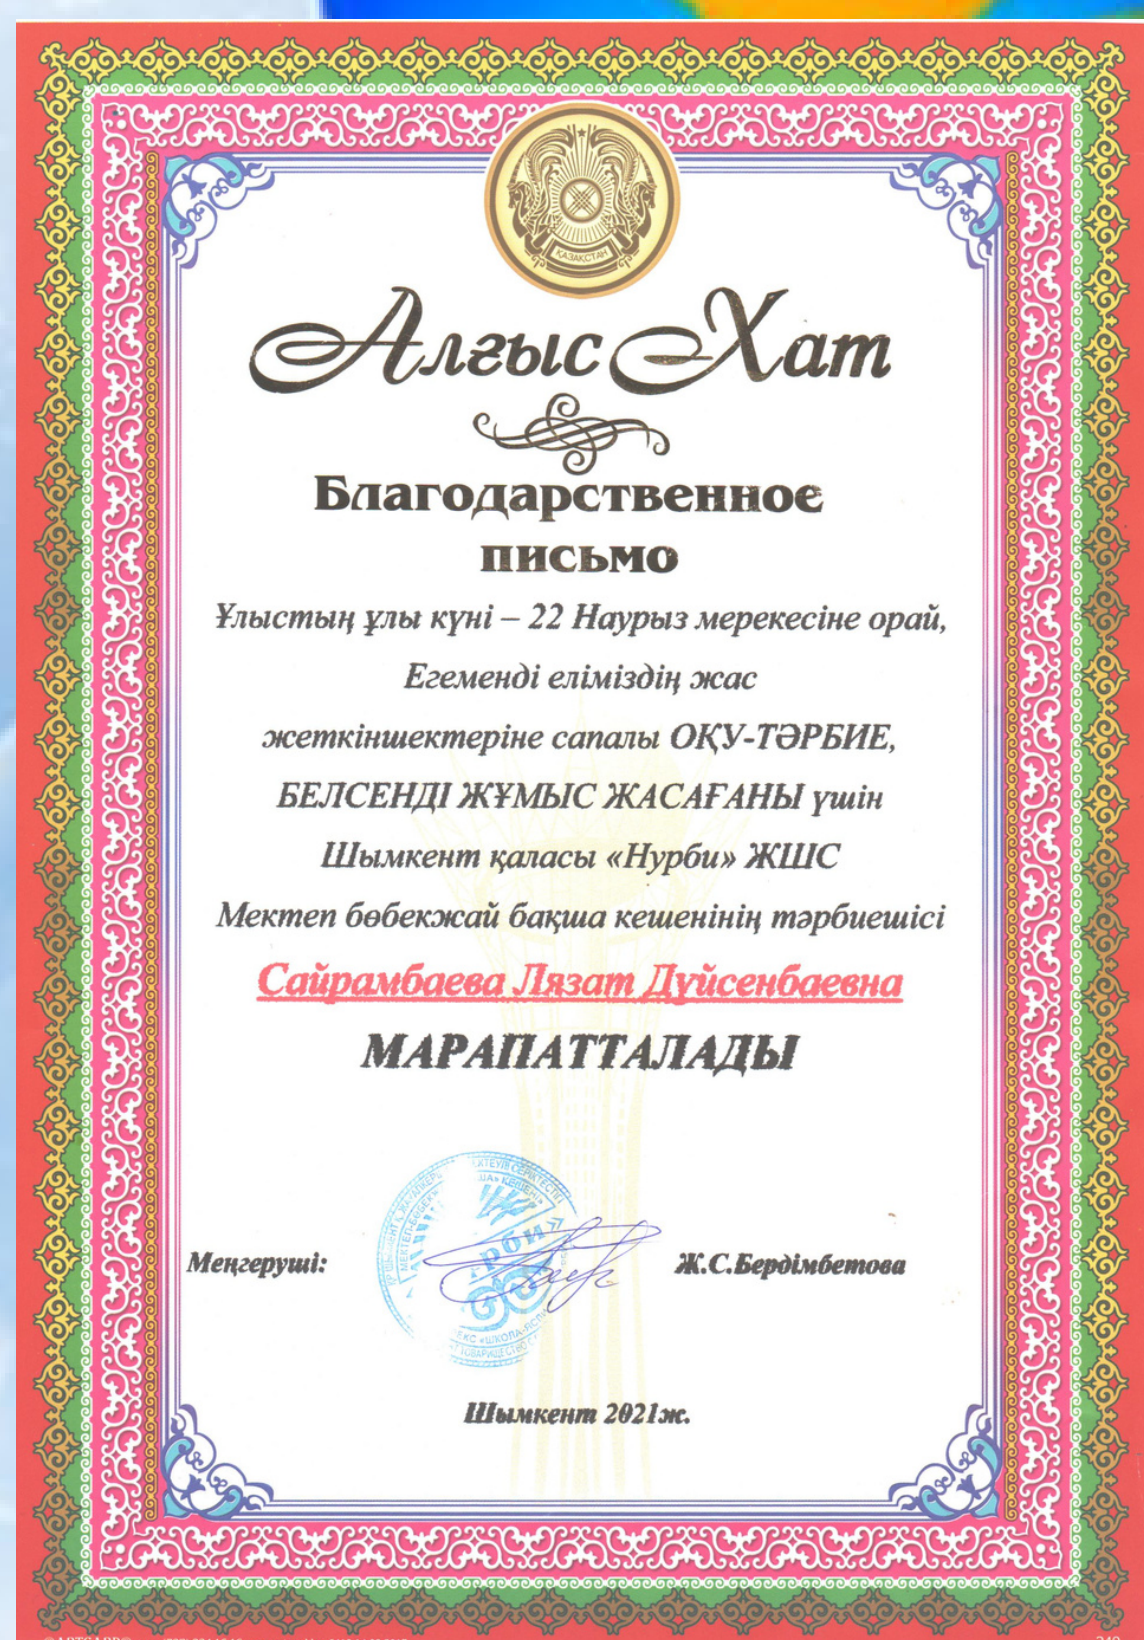 ҚАЗАҚСТАН
Алғыс Хат
Благодарственное
письмо
Ұлыстың ұлы күні – 22 Наурыз мерекесіне орай,
Егеменді еліміздің жас
жеткіншектеріне сапалы ОҚУ-ТӘРБИЕ,
БЕЛСЕНДІ ЖҰМЫС ЖАСАҒАНЫ үшін
Шымкент қаласы «Нурби» ЖШС
Мектеп бөбекжай бақша кешенінің тәрбиешісі
Сайрамбаева Лязат Дүйсенбаевна
МАРАПАТТАЛАДЫ
Меңгеруші:
Ж.С.Бердімбетова
Шымкент 2021ж.